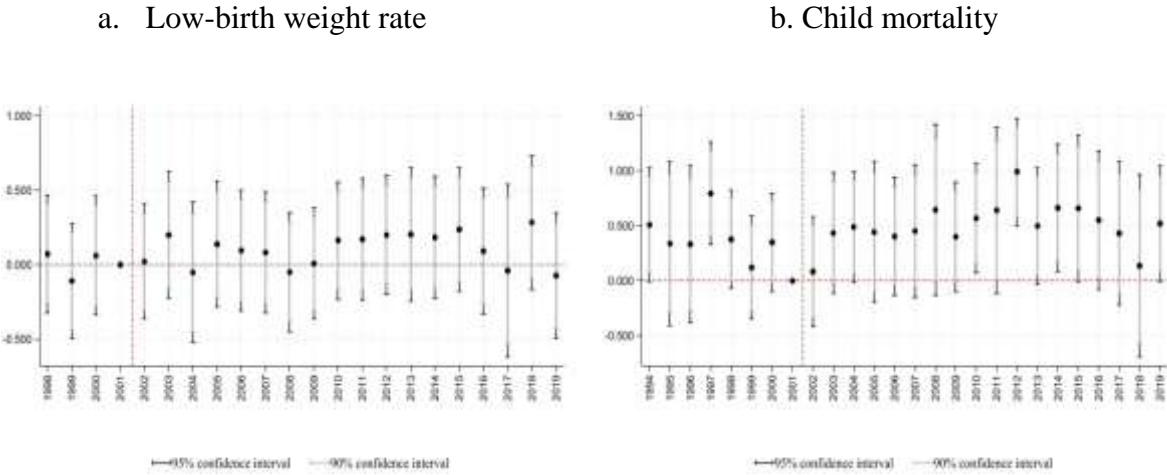 a. Low-birth weight rate
b. Child mortality
1.000
0.500
0.000
-0.500
1998 1999 2000 2001 2002 2003 2004 2005 2006 2007 2008 2009 2010 2011 2012 2013 2014 2015 2016 2017 2018 2019
95% confidence interval 90% confidence interval
1.500
1.000
0.500
0.000
-0.500
1994 1995 1996 1997 1998 1999 2000 2001 2002 2003 2004 2005 2006 2007 2008 2009 2010 2011 2012 2013 2014 2015 2016 2017 2018 2019
95% confidence interval 90% confidence interval